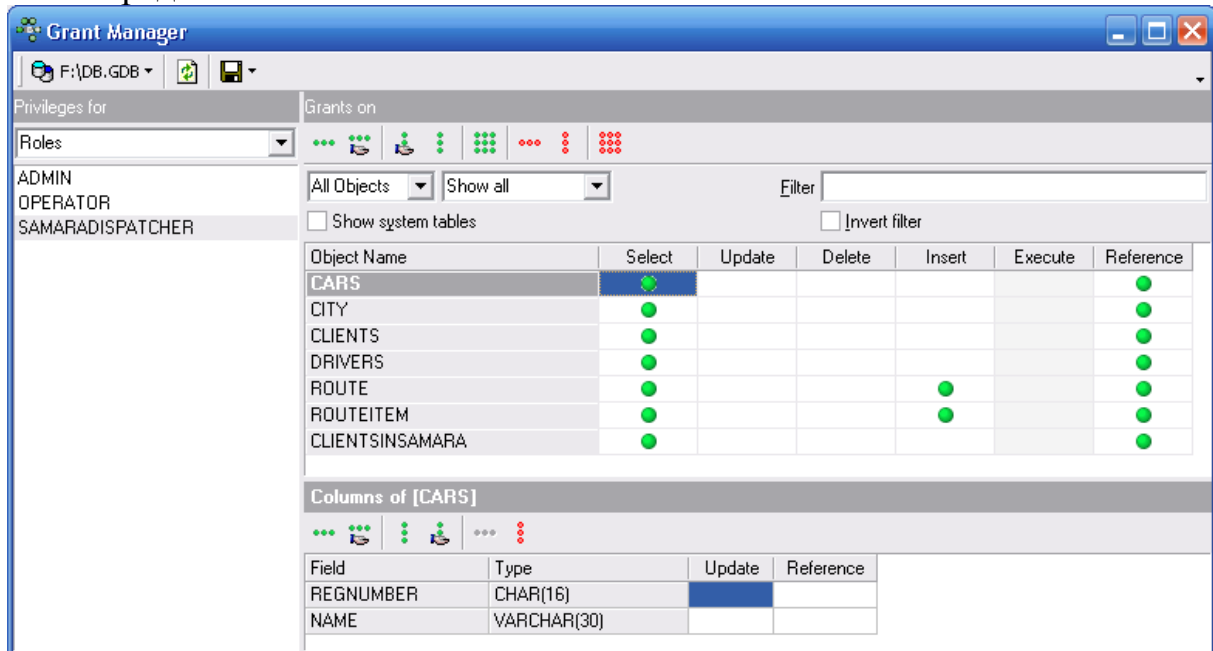 Grant Manager
F:\DB.GDB
Privileges for
Grants on
Roles
ADMIN
OPERATOR
SAMARADISPATCHER
All Objects Show all Filter
Show system tables Invert filter
Object Name Select Update Delete Insert Execute Reference
CARS
CITY
CLIENTS
DRIVERS
ROUTE
ROUTEITEM
CLIENTSINSAMARA
Columns of [CARS]
Field Type Update Reference
REGNUMBER CHAR(16)
NAME VARCHAR(30)